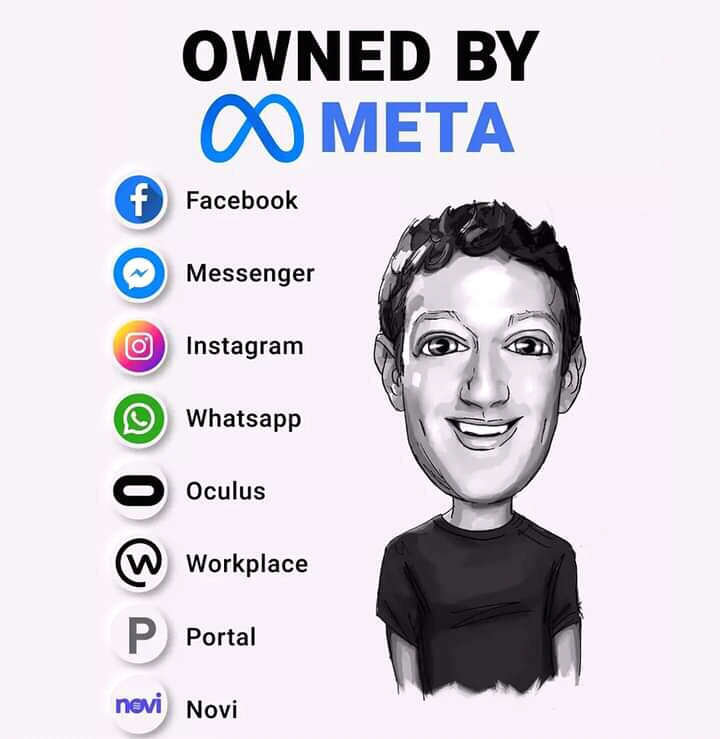 OWNED BY
META
Facebook
Messenger
Instagram
Whatsapp
Oculus
Workplace
P Portal
novi Novi